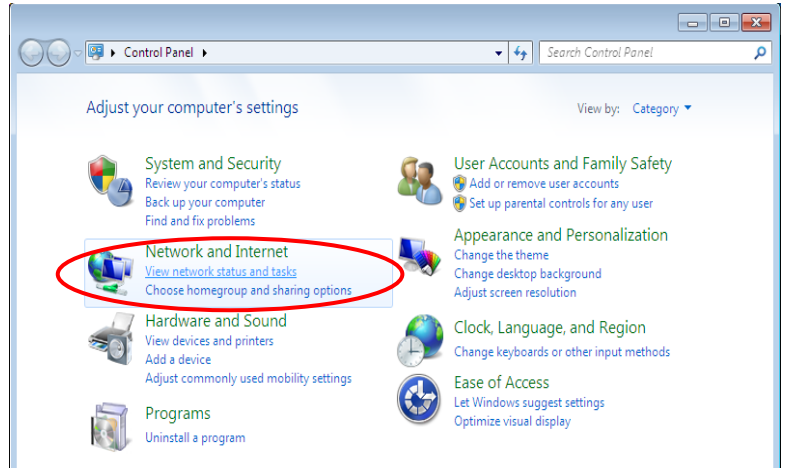 Control Panel
Search Control Panel
Adjust your computer's settings
View by: Category
System and Security
Review your computer's status
Back up your computer
Find and fix problems
Network and Internet
View network status and tasks
Choose homegroup and sharing options
Hardware and Sound
View devices and printers
Add a device
Adjust commonly used mobility settings
Programs
Uninstall a program
User Accounts and Family Safety
Add or remove user accounts
Set up parental controls for any user
Appearance and Personalization
Change the theme
Change desktop background
Adjust screen resolution
Clock, Language, and Region
Change keyboards or other input methods
Ease of Access
Let Windows suggest settings
Optimize visual display